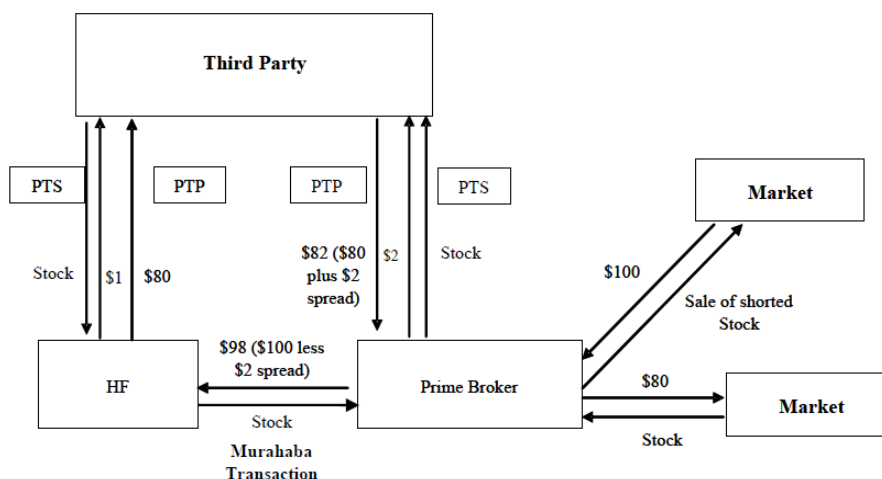 Third Party
PTS
PTP
PTP
PTS
Market
Stock
$1
$80
$82 ($80
plus $2
spread)
$2
Stock
$100
Sale of shorted
Stock
HF
$98 ($100 less
$2 spread)
Stock
Murahaba
Transaction
Prime Broker
$80
Stock
Market